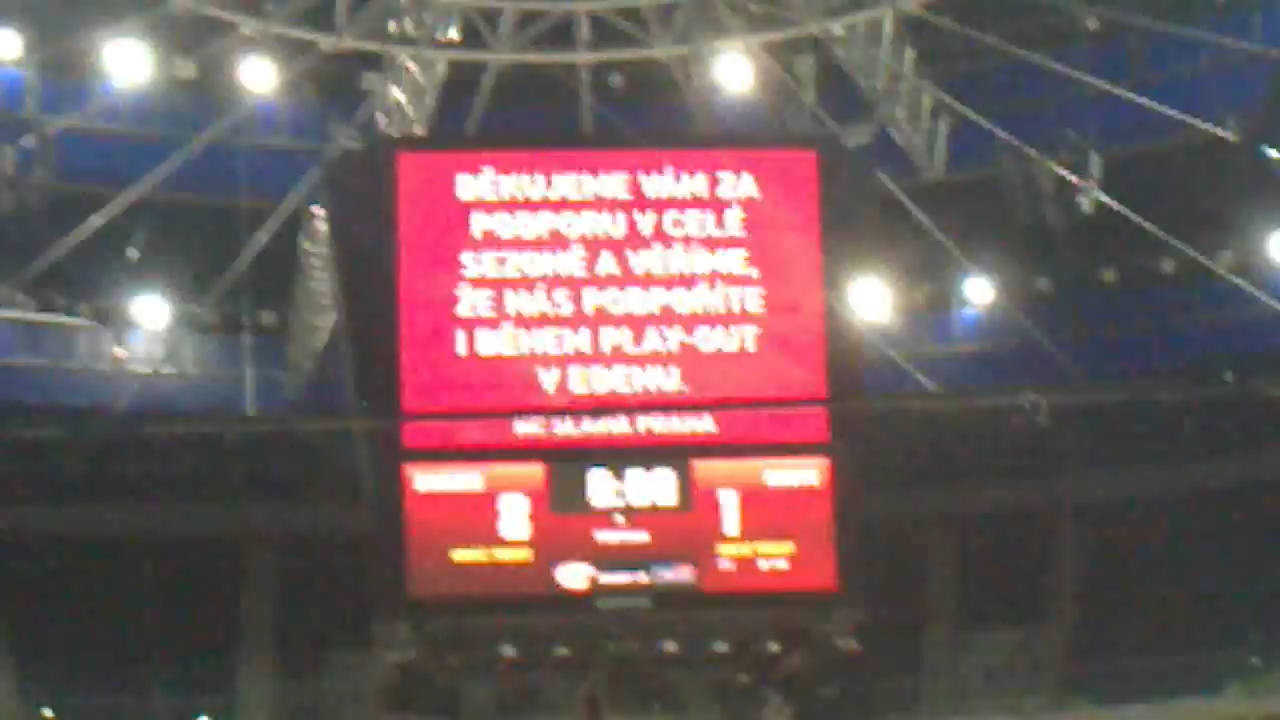 DĚKUJEME VÁM ZA
PODPORU V CELÉ
SEZONĚ A VĚŘÍME,
ŽE NÁS PODPOŘÍTE
I BĚHEM PLAY-OUT
V EDENU.
HC SLAVIA PRAHA
0:00
1